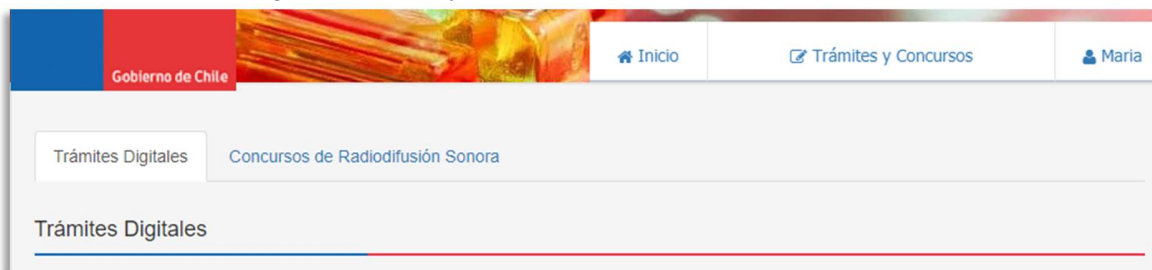 Gobierno de Chile
Inicio
Trámites y Concursos
Maria
Trámites Digitales
Concursos de Radiodifusión Sonora
Trámites Digitales